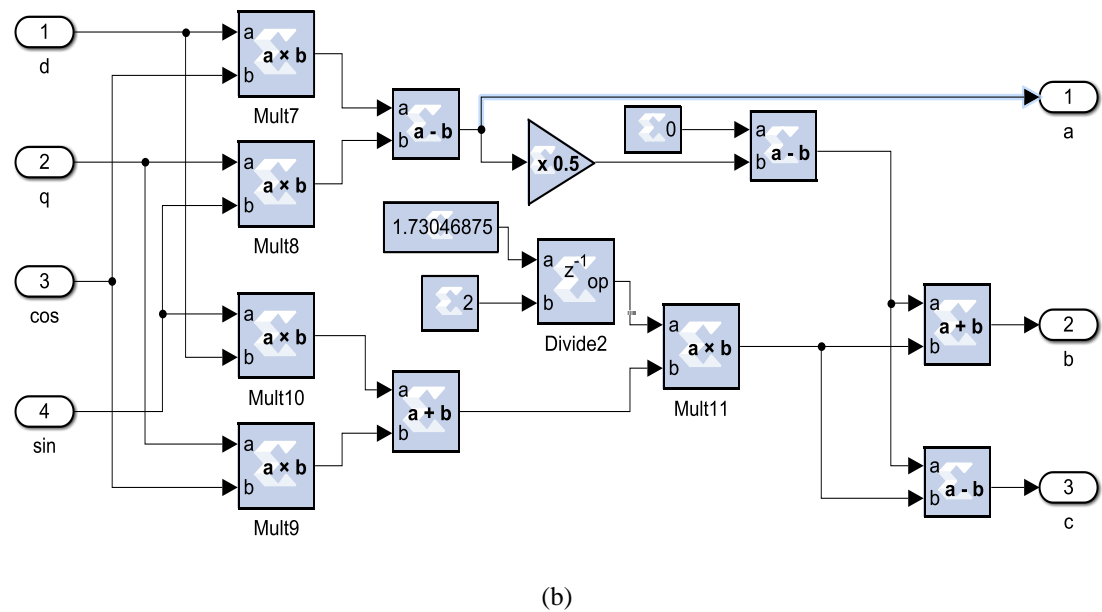 1
d
a
b
a × b
Mult7
2
q
a
b
a × b
Mult8
a
b
a - b
x 0.5
0
a
b
a - b
1
a
1.73046875
2
a
b
z-1
op
Divide2
3
cos
a
b
a × b
Mult10
a
b
a × b
Mult11
a
b
a + b
2
b
4
sin
a
b
a + b
a
b
a × b
Mult9
a
b
a - b
3
c
(b)